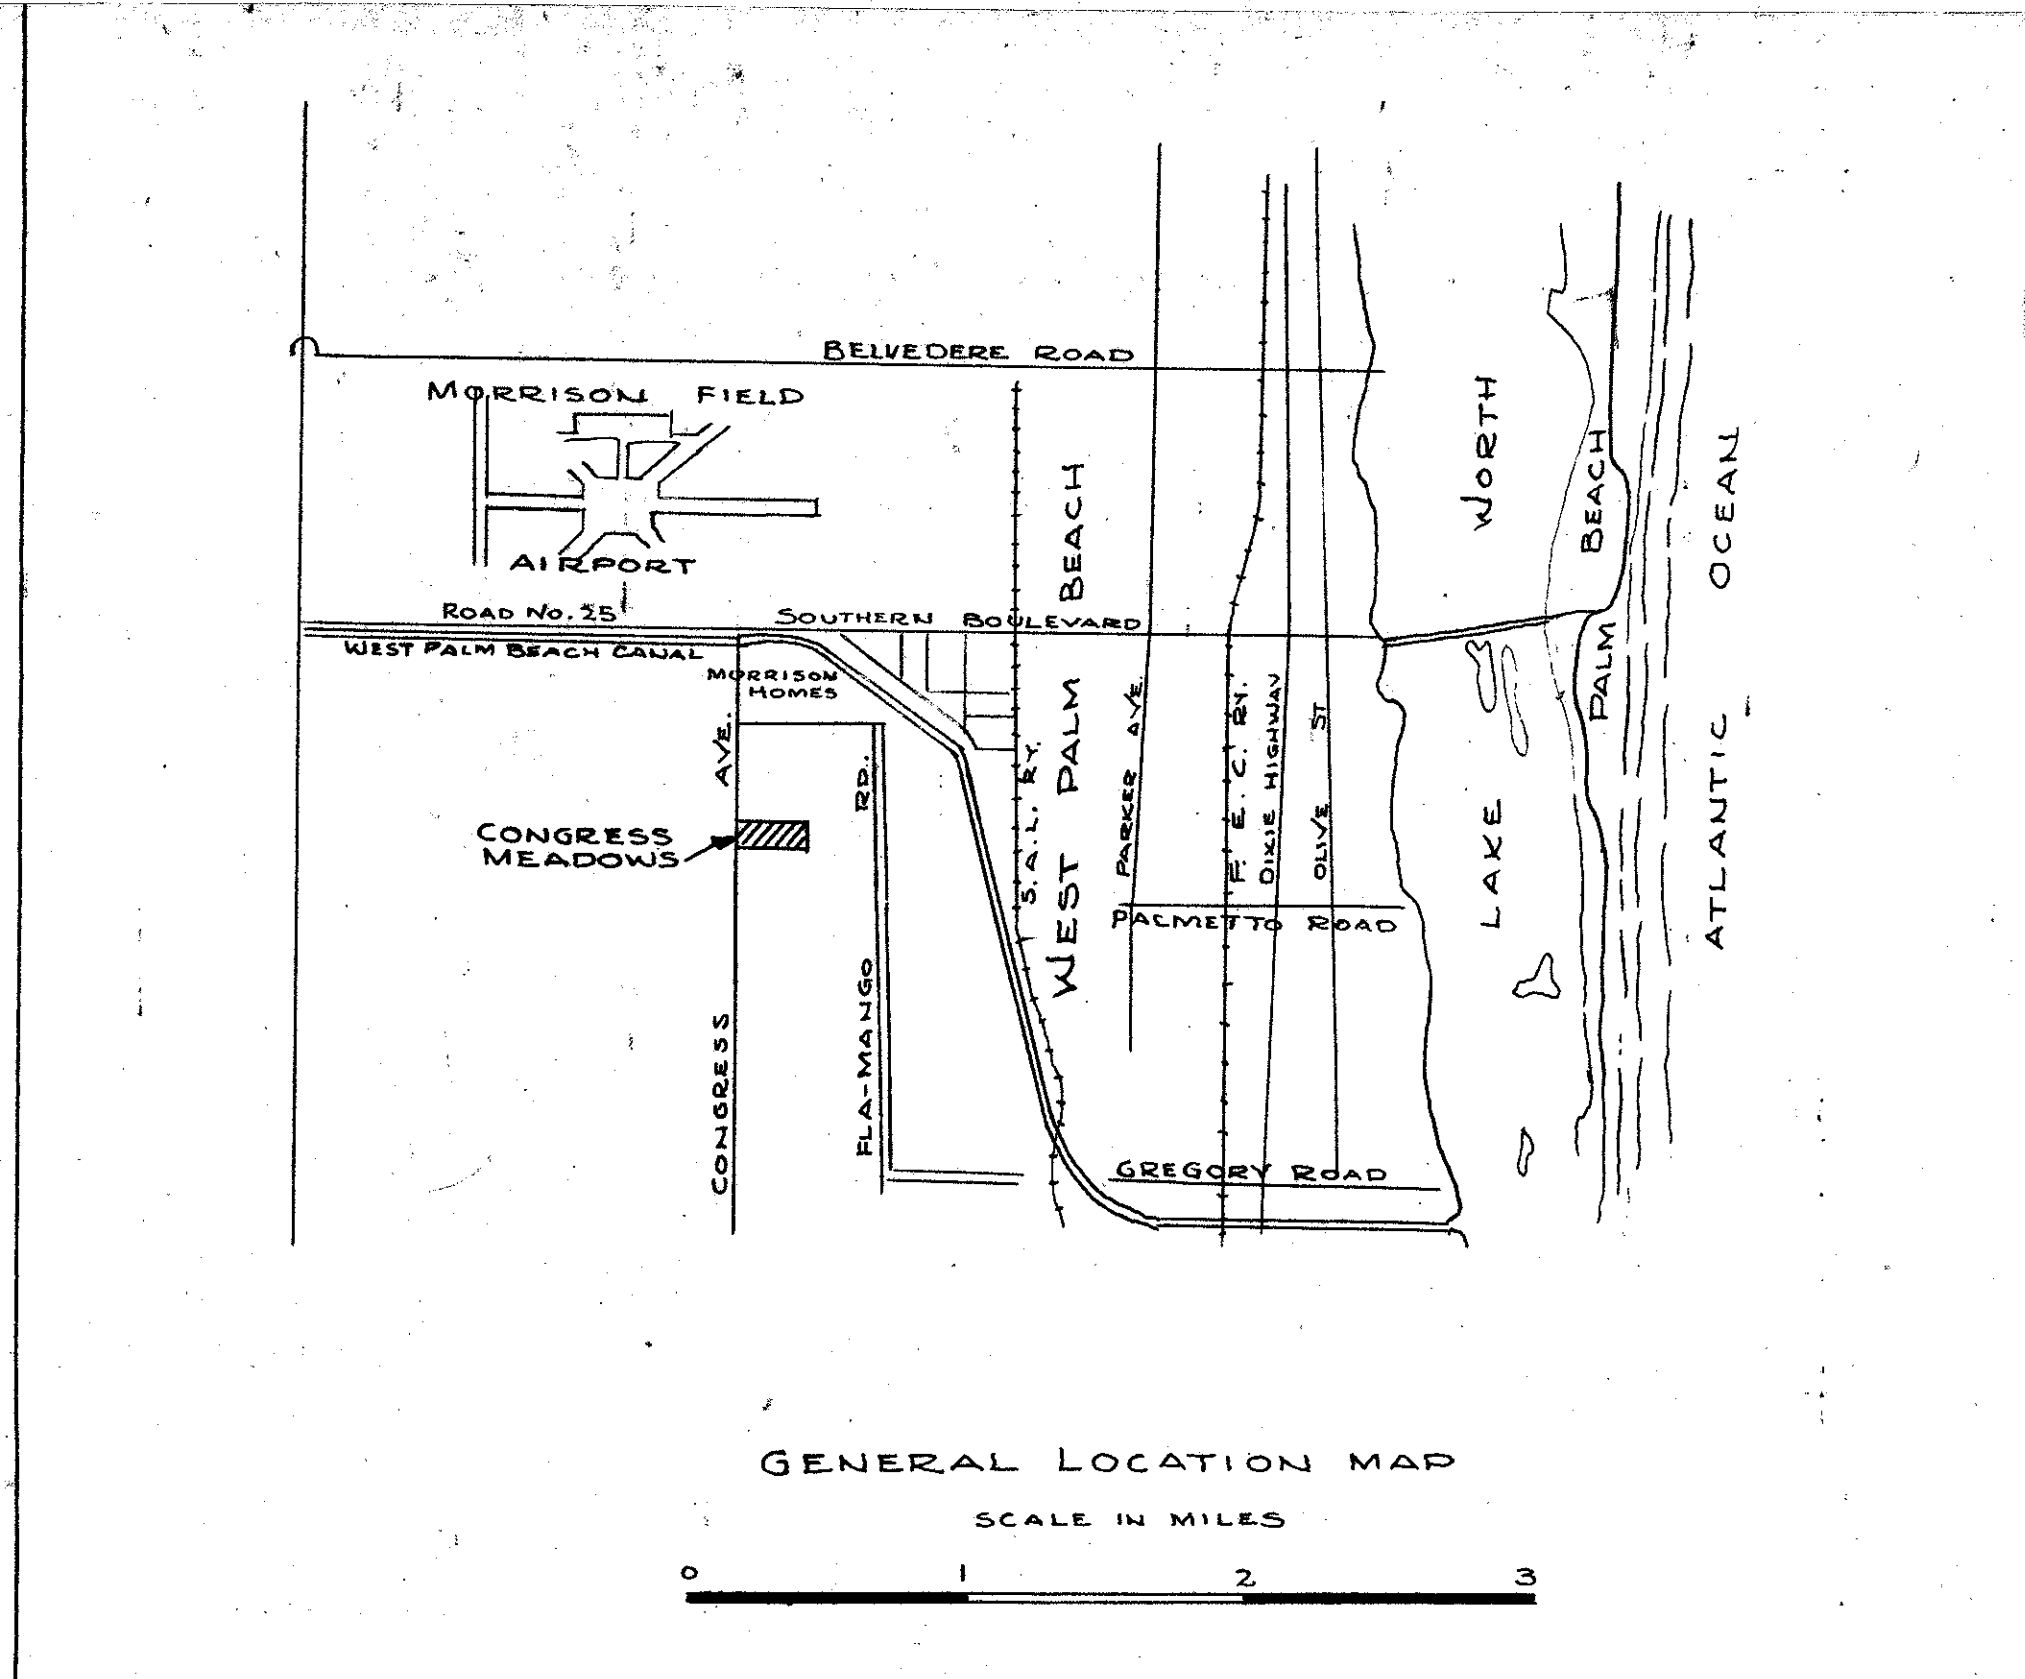 BELVEDERE ROAD
MORRISON FIELD
AIRPORT
ROAD NO. 25
SOUTHERN BOULEVARD
WEST PALM BEACH CANAL
MORRISON
HOMES
CONGRESS AVE.
FLA-MANGO RD.
CONGRESS
MEADOWS
S.A.L. RY.
WEST PALM BEACH
PARKER AVE.
F. E. C. RY.
DIXIE HIGHWAY
OLIVE ST
PALMETTO ROAD
GREGORY ROAD
LAKE WORTH
PALM BEACH
ATLANTIC OCEAN
GENERAL LOCATION MAP
SCALE IN MILES
0 1 2 3